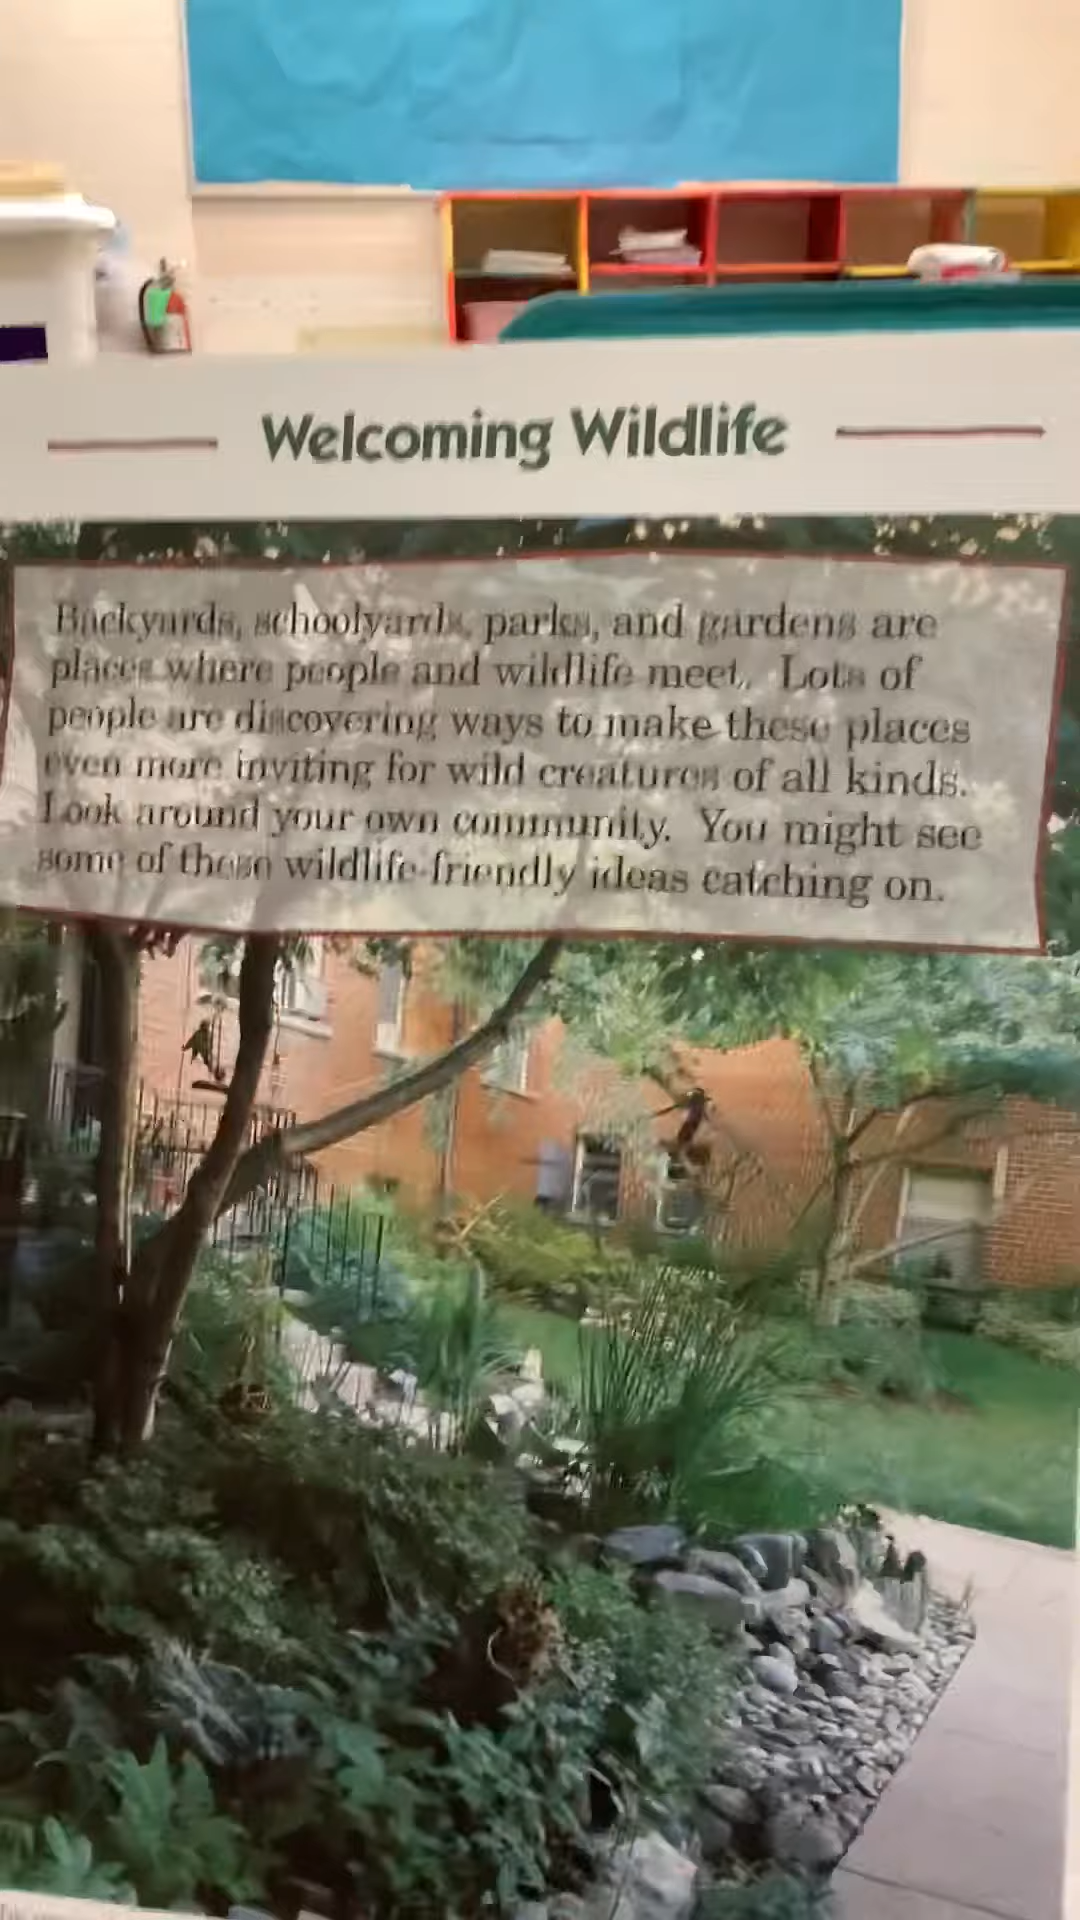 Welcoming Wildlife
Backyards, schoolyards, parks, and gardens are
places where people and wildlife meet. Lots of
people are discovering ways to make these places
even more inviting for wild creatures of all kinds.
Look around your own community. You might see
some of these wildlife-friendly ideas catching on.